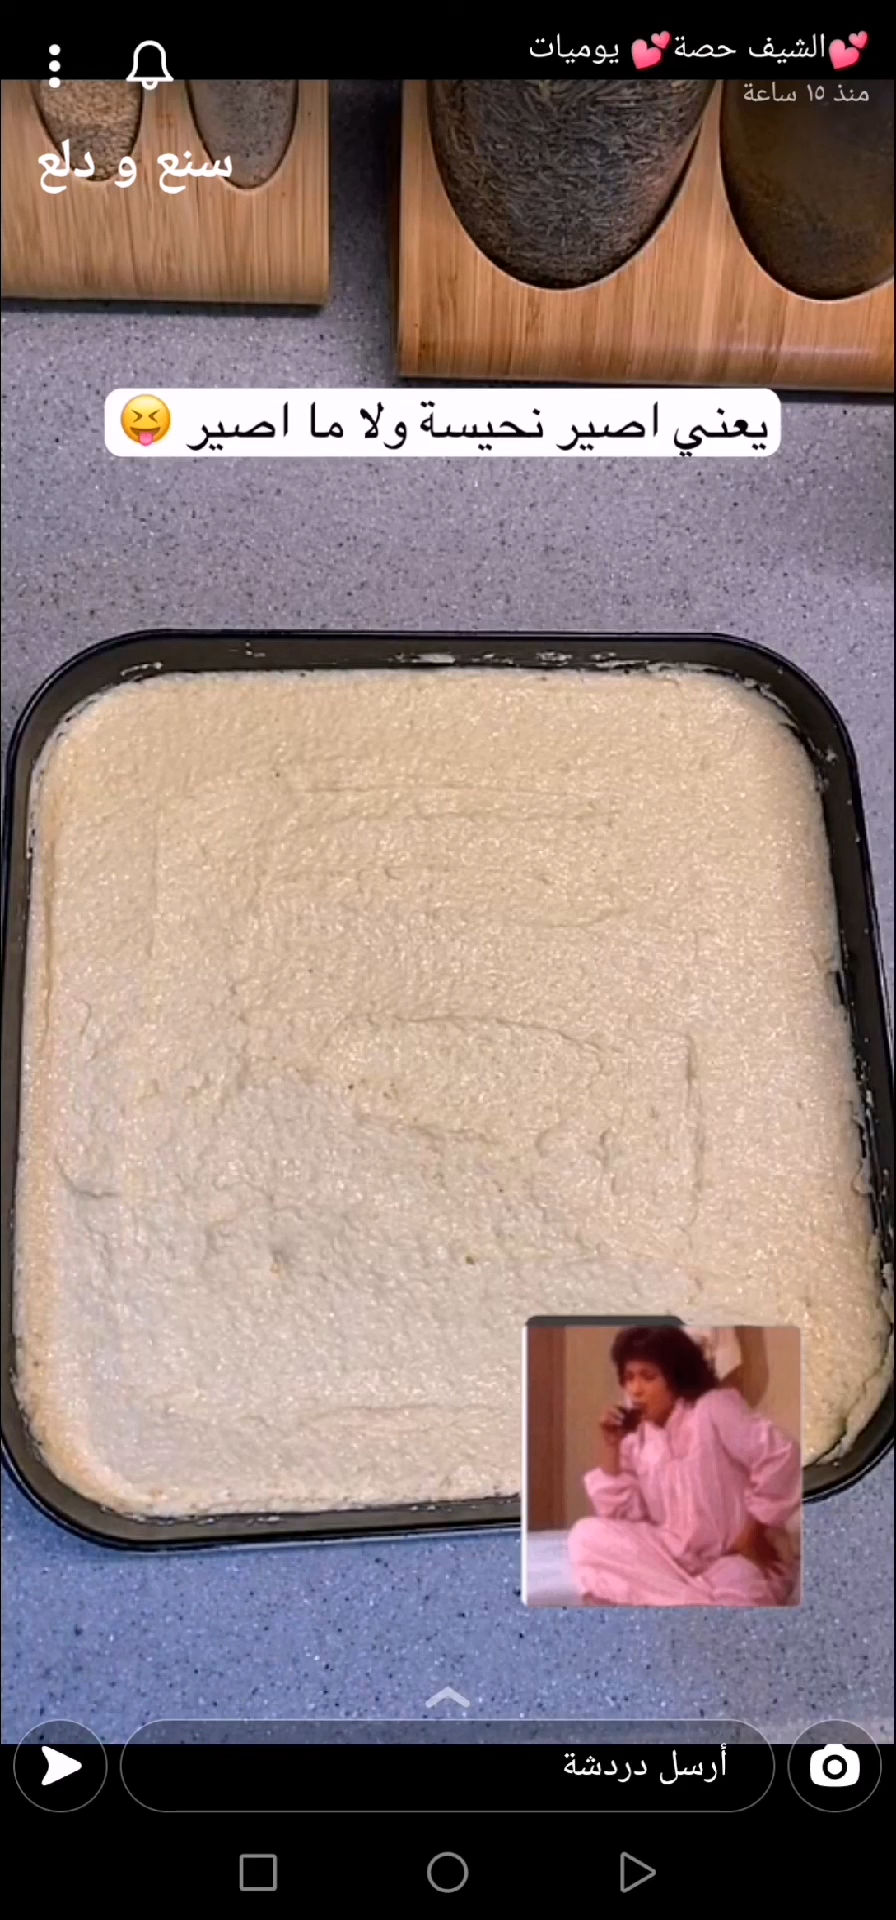 💕الشيف حصة💕 يوميات
منذ ١٥ ساعة
سنع و دلع
يعني اصير نحيسة ولا ما اصير 😝
أرسل دردشة